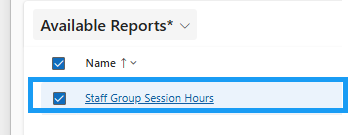 Available Reports*
Name ↑
Staff Group Session Hours